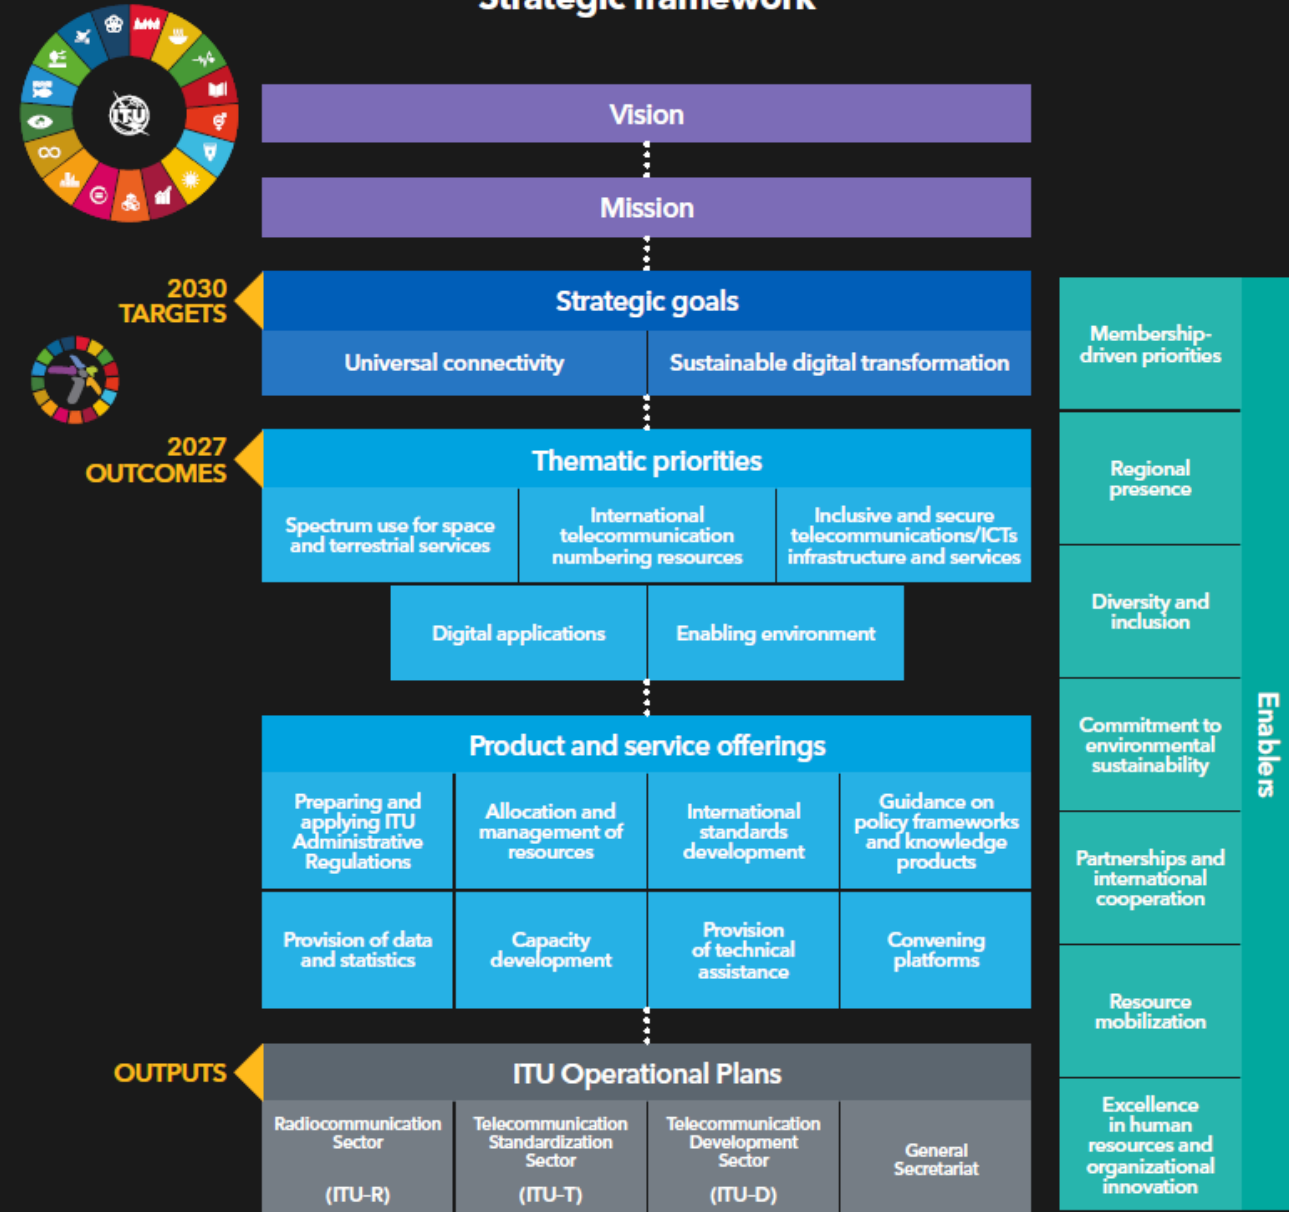 Strategic framework
ITU
Vision
Mission
2030
TARGETS
Strategic goals
Universal connectivity
Sustainable digital transformation
2027
OUTCOMES
Thematic priorities
Spectrum use for space
and terrestrial services
International
telecommunication
numbering resources
Inclusive and secure
telecommunications/ICTs
infrastructure and services
Digital applications
Enabling environment
Product and service offerings
Preparing and
applying ITU
Administrative
Regulations
Allocation and
management of
resources
International
standards
development
Guidance on
policy frameworks
and knowledge
products
Provision of data
and statistics
Capacity
development
Provision
of technical
assistance
Convening
platforms
OUTPUTS
ITU Operational Plans
Radiocommunication
Sector
(ITU-R)
Telecommunication
Standardization
Sector
(ITU-T)
Telecommunication
Development
Sector
(ITU-D)
General
Secretariat
Membership-
driven priorities
Regional
presence
Diversity and
inclusion
Commitment to
environmental
sustainability
Partnerships and
international
cooperation
Resource
mobilization
Excellence
in human
resources and
organizational
innovation
Enablers